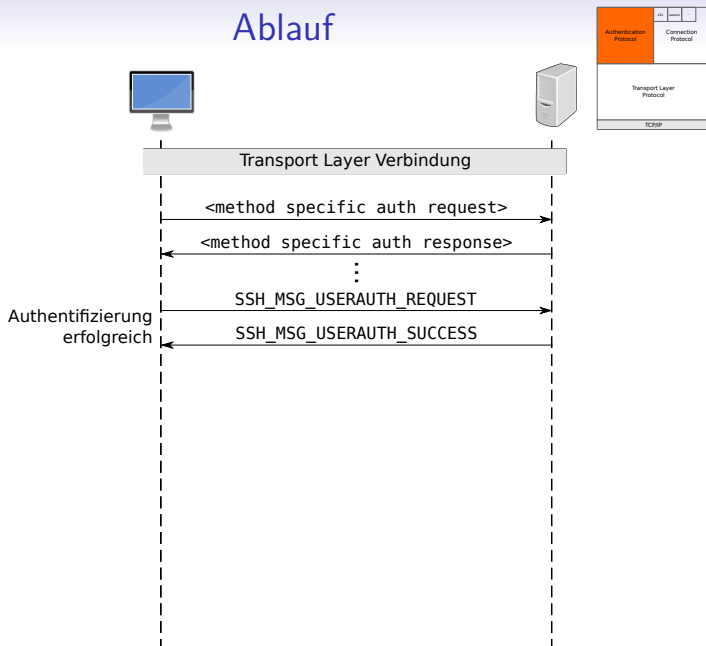 Ablauf
Authentication
Protocol
Connection
Protocol
Transport Layer
Protocol
TCP/IP
Transport Layer Verbindung
<method specific auth request>
<method specific auth response>
SSH_MSG_USERAUTH_REQUEST
Authentifizierung
erfolgreich
SSH_MSG_USERAUTH_SUCCESS